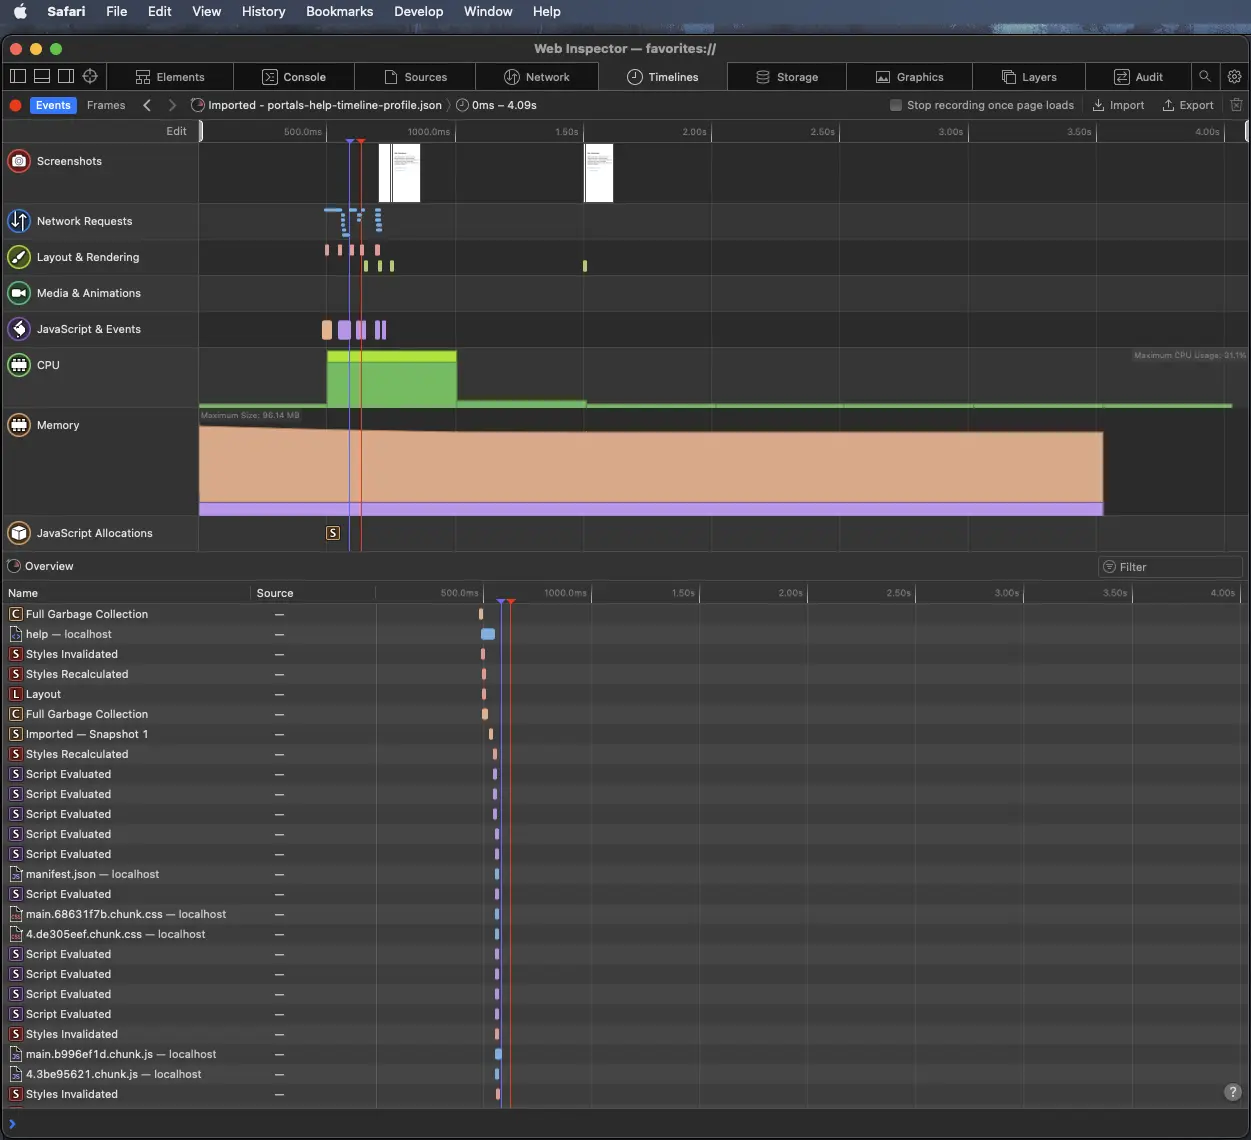 Safari File Edit View History Bookmarks Develop Window Help
Web Inspector — favorites://
Elements Console Sources Network Timelines Storage Graphics Layers Audit
Events Frames Imported - portals-help-timeline-profile.json 0ms – 4.09s Stop recording once page loads Import Export
Edit 500.0ms 1000.0ms 1.50s 2.00s 2.50s 3.00s 3.50s 4.00s
Screenshots
Network Requests
Layout & Rendering
Media & Animations
JavaScript & Events
CPU Maximum CPU Usage: 91.1%
Maximum Size: 96.14 MB
Memory
JavaScript Allocations S
Overview Filter
Name Source 500.0ms 1000.0ms 1.50s 2.00s 2.50s 3.00s 3.50s 4.00s
C Full Garbage Collection —
help — localhost —
S Styles Invalidated —
S Styles Recalculated —
L Layout —
C Full Garbage Collection —
S Imported — Snapshot 1 —
S Styles Recalculated —
S Script Evaluated —
S Script Evaluated —
S Script Evaluated —
S Script Evaluated —
S Script Evaluated —
JS manifest.json — localhost —
S Script Evaluated —
CSS main.68631f7b.chunk.css — localhost —
CSS 4.de305eef.chunk.css — localhost —
S Script Evaluated —
S Script Evaluated —
S Script Evaluated —
S Script Evaluated —
S Styles Invalidated —
JS main.b996ef1d.chunk.js — localhost —
JS 4.3be95621.chunk.js — localhost —
S Styles Invalidated —
?